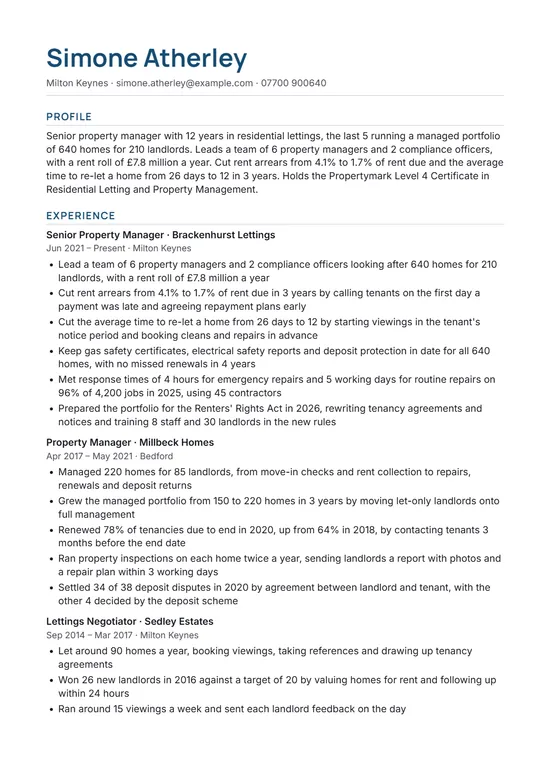 Simone Atherley
Milton Keynes · simone.atherley@example.com · 07700 900640
PROFILE
Senior property manager with 12 years in residential lettings, the last 5 running a managed portfolio
of 640 homes for 210 landlords. Leads a team of 6 property managers and 2 compliance officers,
with a rent roll of £7.8 million a year. Cut rent arrears from 4.1% to 1.7% of rent due and the average
time to re-let a home from 26 days to 12 in 3 years. Holds the Propertymark Level 4 Certificate in
Residential Letting and Property Management.
EXPERIENCE
Senior Property Manager · Brackenhurst Lettings
Jun 2021 – Present · Milton Keynes
• Lead a team of 6 property managers and 2 compliance officers looking after 640 homes for 210
landlords, with a rent roll of £7.8 million a year
• Cut rent arrears from 4.1% to 1.7% of rent due in 3 years by calling tenants on the first day a
payment was late and agreeing repayment plans early
• Cut the average time to re-let a home from 26 days to 12 by starting viewings in the tenant's
notice period and booking cleans and repairs in advance
• Keep gas safety certificates, electrical safety reports and deposit protection in date for all 640
homes, with no missed renewals in 4 years
• Met response times of 4 hours for emergency repairs and 5 working days for routine repairs on
96% of 4,200 jobs in 2025, using 45 contractors
• Prepared the portfolio for the Renters' Rights Act in 2026, rewriting tenancy agreements and
notices and training 8 staff and 30 landlords in the new rules
Property Manager · Millbeck Homes
Apr 2017 – May 2021 · Bedford
• Managed 220 homes for 85 landlords, from move-in checks and rent collection to repairs,
renewals and deposit returns
• Grew the managed portfolio from 150 to 220 homes in 3 years by moving let-only landlords onto
full management
• Renewed 78% of tenancies due to end in 2020, up from 64% in 2018, by contacting tenants 3
months before the end date
• Ran property inspections on each home twice a year, sending landlords a report with photos and
a repair plan within 3 working days
• Settled 34 of 38 deposit disputes in 2020 by agreement between landlord and tenant, with the
other 4 decided by the deposit scheme
Lettings Negotiator · Sedley Estates
Sep 2014 – Mar 2017 · Milton Keynes
• Let around 90 homes a year, booking viewings, taking references and drawing up tenancy
agreements
• Won 26 new landlords in 2016 against a target of 20 by valuing homes for rent and following up
within 24 hours
• Ran around 15 viewings a week and sent each landlord feedback on the day